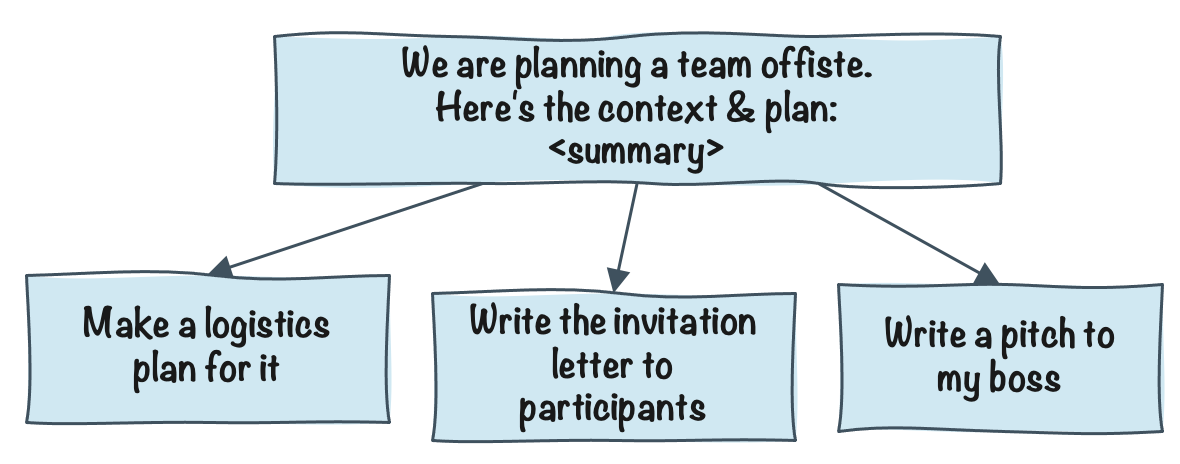 We are planning a team offiste.
Here's the context & plan:
<summary>
Make a logistics
plan for it
Write the invitation
letter to
participants
Write a pitch to
my boss